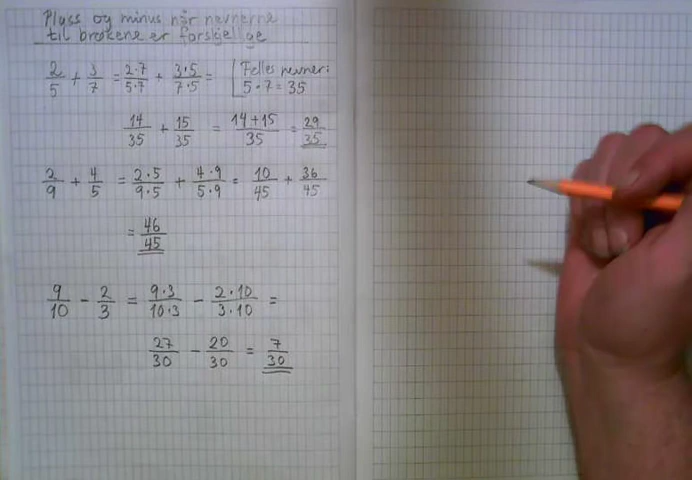 Pluss og minus når nevnerne
til brøkene er forskjellige
2/5 + 3/7 = 2·7/5·7 + 3·5/7·5 =
Felles nevner:
5·7 = 35
14/35 + 15/35 = 14+15/35 = 29/35
2/9 + 4/5 = 2·5/9·5 + 4·9/5·9 = 10/45 + 36/45
= 46/45
9/10 - 2/3 = 9·3/10·3 - 2·10/3·10 =
27/30 - 20/30 = 7/30